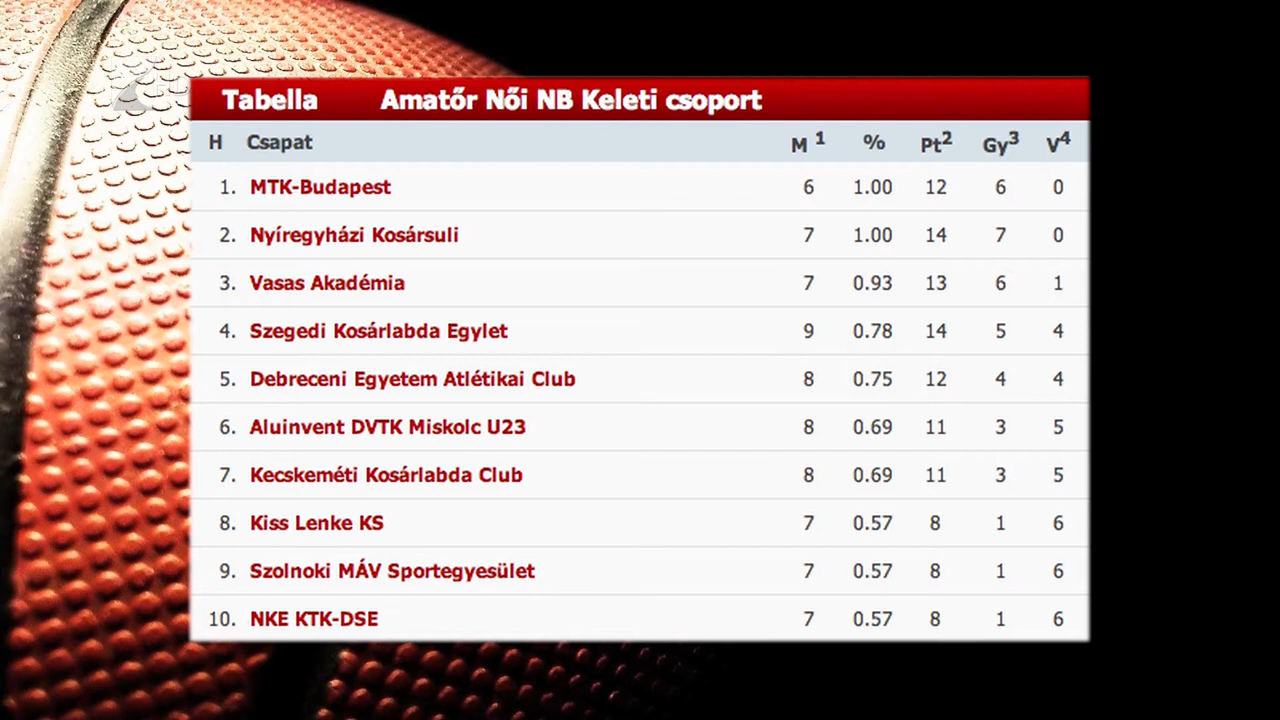 Tabella Amatőr Női NB Keleti csoport
H Csapat M 1 % Pt2 Gy3 V4
1. MTK-Budapest 6 1.00 12 6 0
2. Nyíregyházi Kosársuli 7 1.00 14 7 0
3. Vasas Akadémia 7 0.93 13 6 1
4. Szegedi Kosárlabda Egylet 9 0.78 14 5 4
5. Debreceni Egyetem Atlétikai Club 8 0.75 12 4 4
6. Aluinvent DVTK Miskolc U23 8 0.69 11 3 5
7. Kecskeméti Kosárlabda Club 8 0.69 11 3 5
8. Kiss Lenke KS 7 0.57 8 1 6
9. Szolnoki MÁV Sportegyesület 7 0.57 8 1 6
10. NKE KTK-DSE 7 0.57 8 1 6